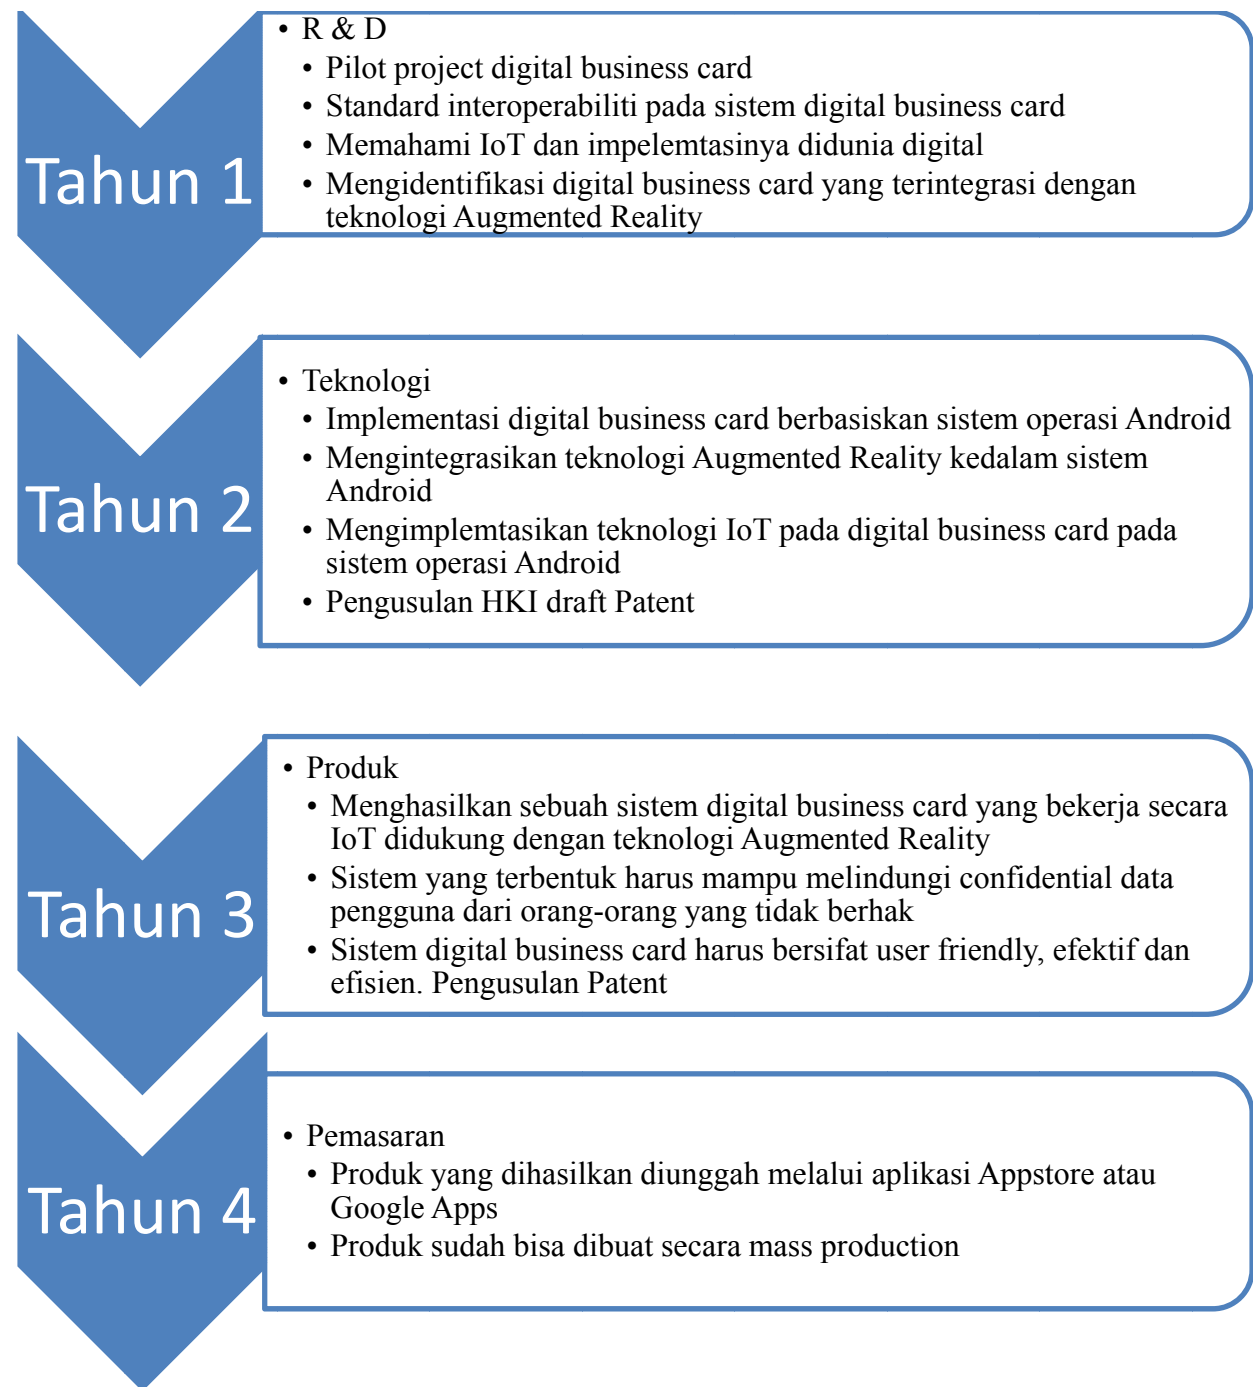 Tahun 1
• R & D
• Pilot project digital business card
• Standard interoperabiliti pada sistem digital business card
• Memahami IoT dan impelemtasinya didunia digital
• Mengidentifikasi digital business card yang terintegrasi dengan
teknologi Augmented Reality
Tahun 2
• Teknologi
• Implementasi digital business card berbasiskan sistem operasi Android
• Mengintegrasikan teknologi Augmented Reality kedalam sistem
Android
• Mengimplemtasikan teknologi IoT pada digital business card pada
sistem operasi Android
• Pengusulan HKI draft Patent
Tahun 3
• Produk
• Menghasilkan sebuah sistem digital business card yang bekerja secara
IoT didukung dengan teknologi Augmented Reality
• Sistem yang terbentuk harus mampu melindungi confidential data
pengguna dari orang-orang yang tidak berhak
• Sistem digital business card harus bersifat user friendly, efektif dan
efisien. Pengusulan Patent
Tahun 4
• Pemasaran
• Produk yang dihasilkan diunggah melalui aplikasi Appstore atau
Google Apps
• Produk sudah bisa dibuat secara mass production